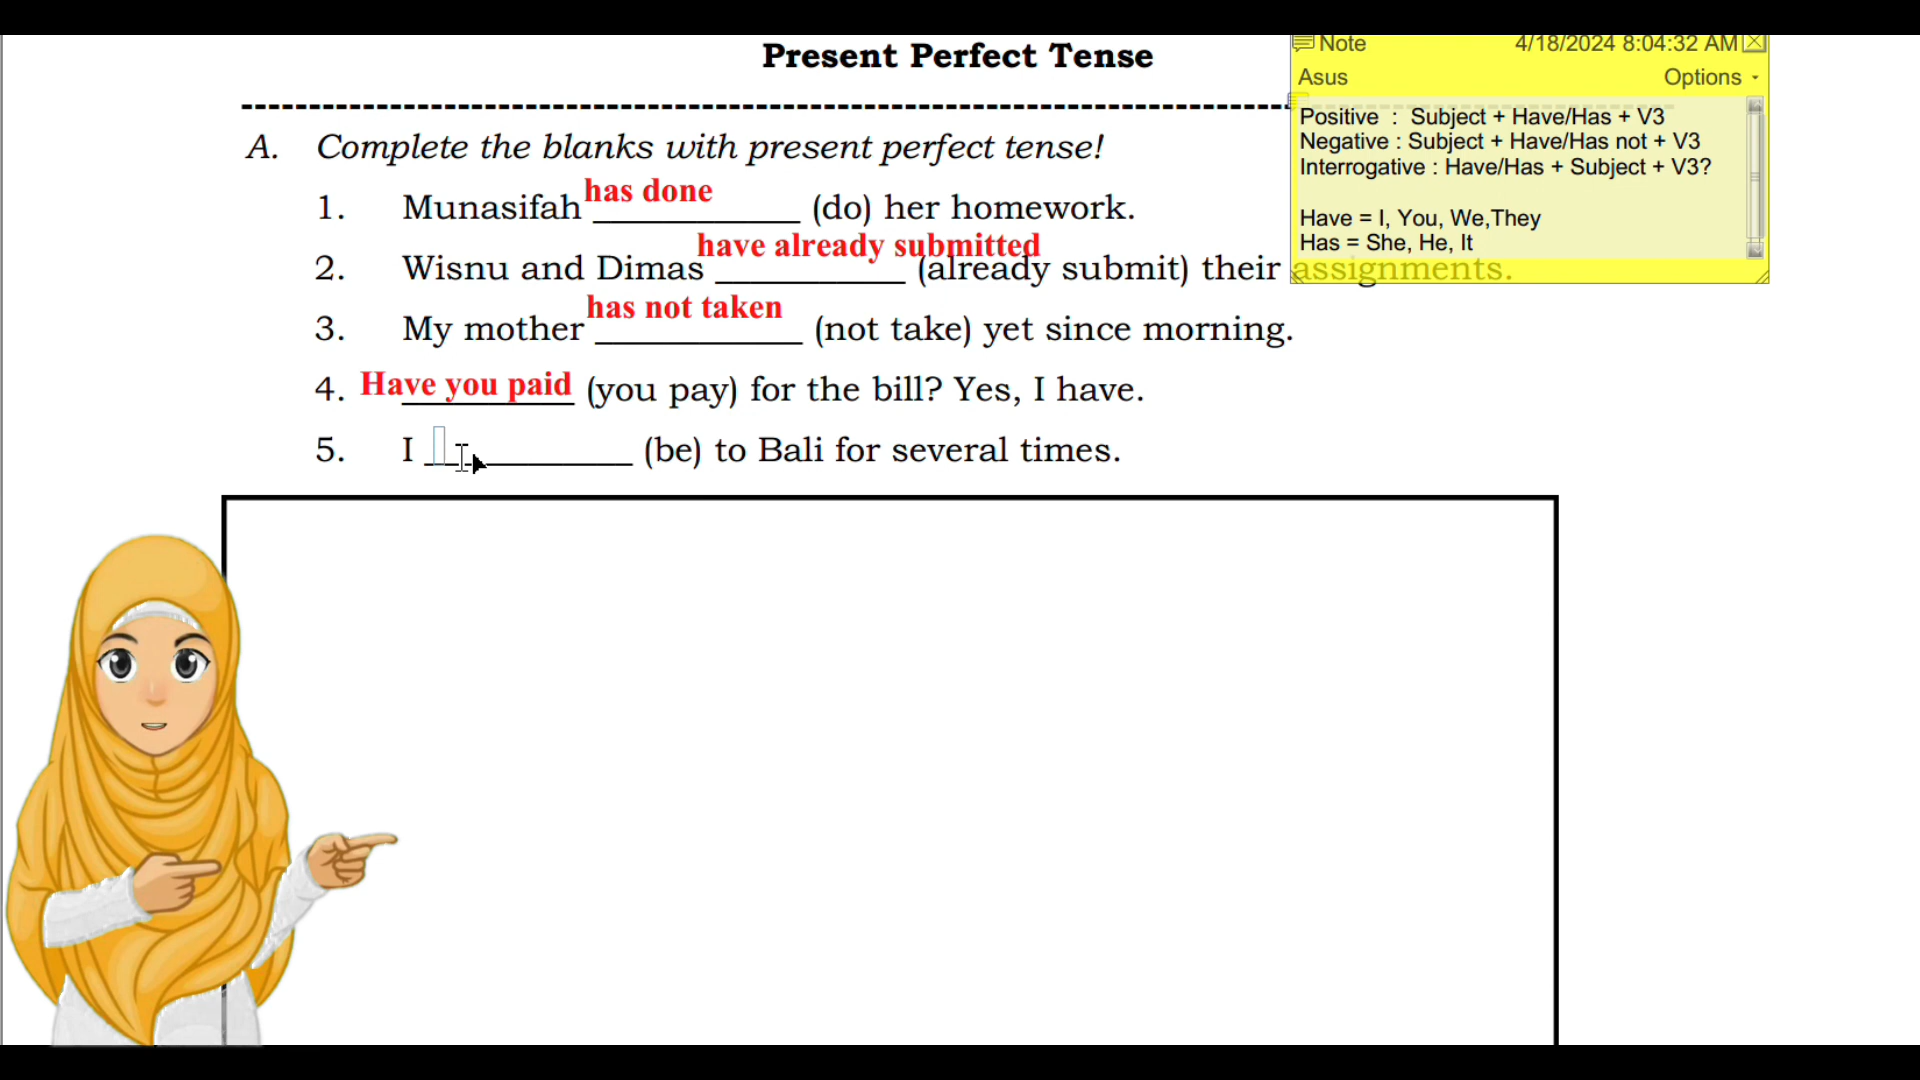 Present Perfect Tense
Note 4/18/2024 8:04:32 AM
Asus Options
Positive : Subject + Have/Has + V3
Negative : Subject + Have/Has not + V3
Interrogative : Have/Has + Subject + V3?
Have = I, You, We,They
Has = She, He, It
A. Complete the blanks with present perfect tense!
1. Munasifah has done ____________ (do) her homework.
2. Wisnu and Dimas have already submitted ___________ (already submit) their assignments.
3. My mother has not taken ____________ (not take) yet since morning.
4. Have you paid __________ (you pay) for the bill? Yes, I have.
5. I ____________ (be) to Bali for several times.